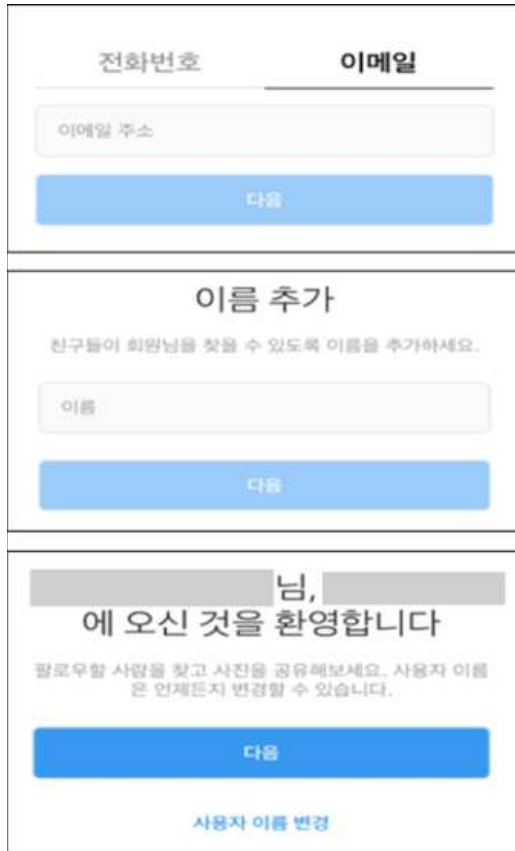 전화번호 이메일
이메일 주소
다음
이름 추가
친구들이 회원님을 찾을 수 있도록 이름을 추가하세요.
이름
다음
님,
에 오신 것을 환영합니다
팔로우할 사람을 찾고 사진을 공유해보세요. 사용자 이름
은 언제든지 변경할 수 있습니다.
다음
사용자 이름 변경